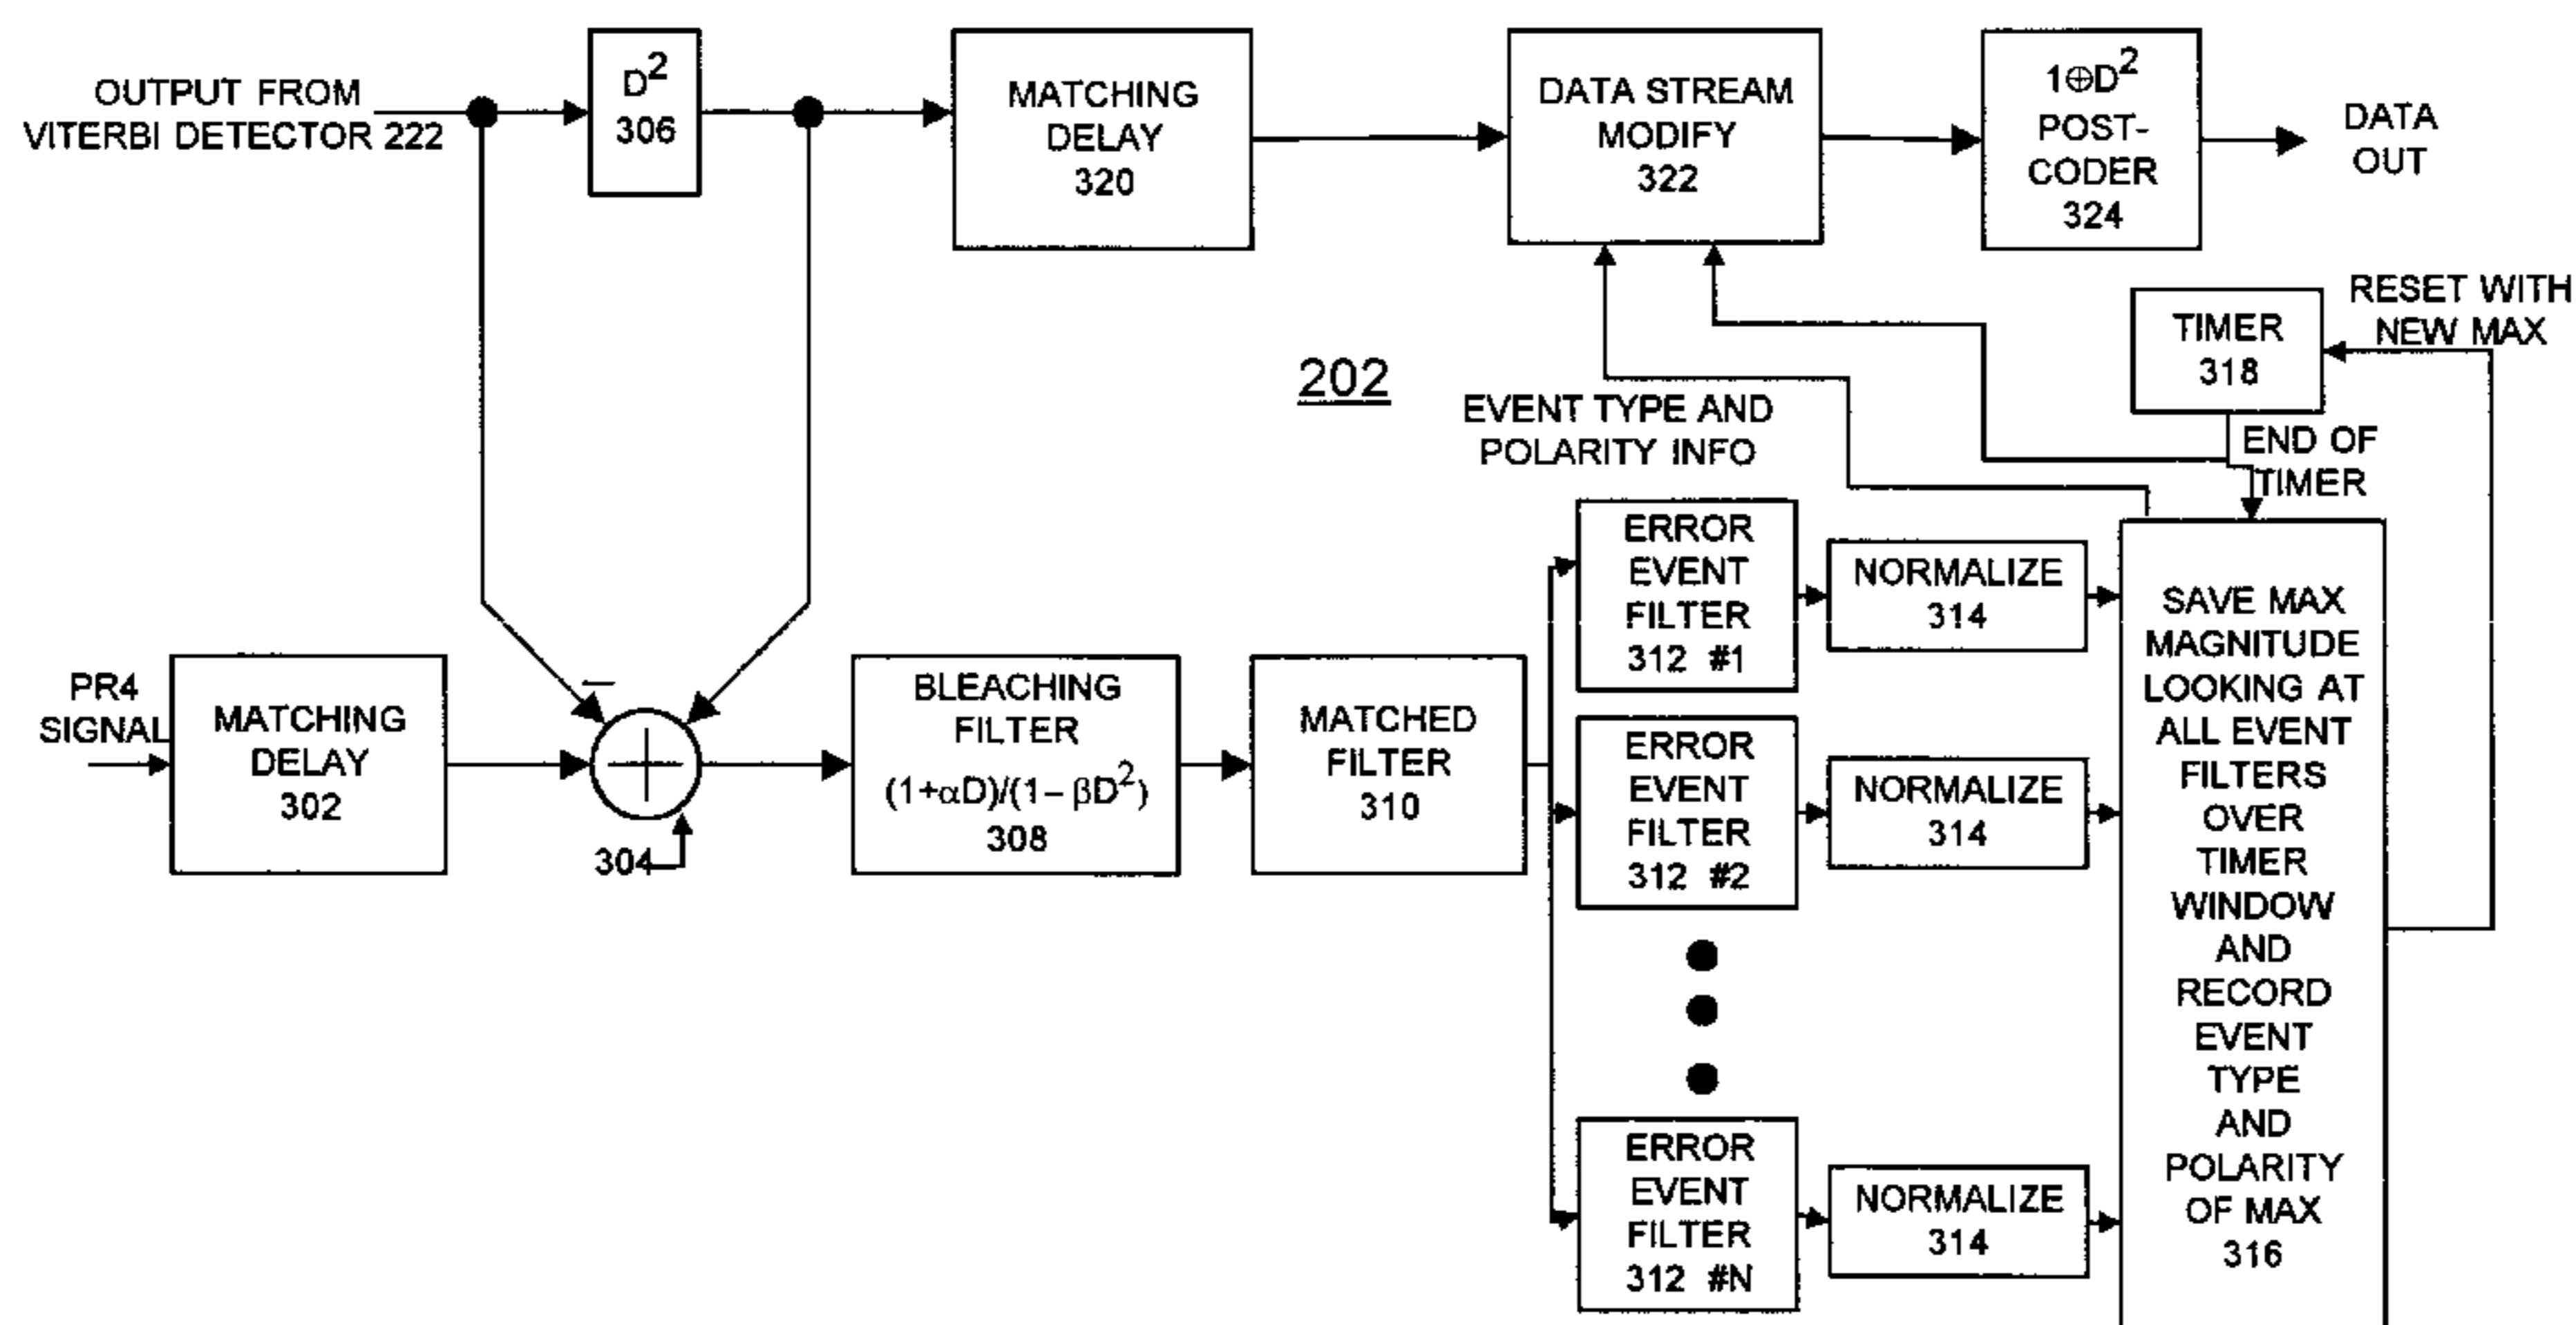 OUTPUT FROM
VITERBI DETECTOR 222
D²
306
MATCHING
DELAY
320
DATA STREAM
MODIFY
322
1⊕D²
POST-
CODER
324
DATA
OUT
RESET WITH
NEW MAX
TIMER
318
202
EVENT TYPE AND
POLARITY INFO
END OF
TIMER
PR4
SIGNAL
MATCHING
DELAY
302
–
304
BLEACHING
FILTER
(1+αD)/(1–βD²)
308
MATCHED
FILTER
310
ERROR
EVENT
FILTER
312 #1
NORMALIZE
314
ERROR
EVENT
FILTER
312 #2
NORMALIZE
314
ERROR
EVENT
FILTER
312 #N
NORMALIZE
314
SAVE MAX
MAGNITUDE
LOOKING AT
ALL EVENT
FILTERS
OVER
TIMER
WINDOW
AND
RECORD
EVENT
TYPE
AND
POLARITY
OF MAX
316